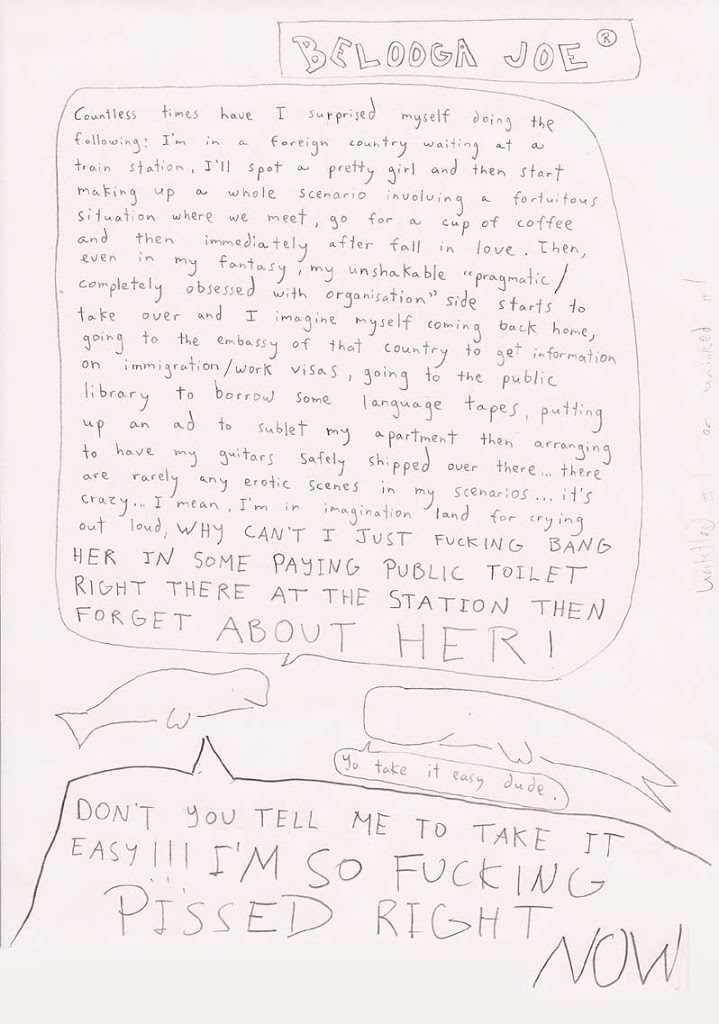 BELOOGA JOE ®
Countless times have I surprised myself doing the
following: I'm in a foreign country waiting at a
train station, I'll spot a pretty girl and then start
making up a whole scenario involving a fortuitous
situation where we meet, go for a cup of coffee
and then immediately after fall in love. Then,
even in my fantasy, my unshakable "pragmatic/
completely obsessed with organisation" side starts to
take over and I imagine myself coming back home,
going to the embassy of that country to get information
on immigration/work visas, going to the public
library to borrow some language tapes, putting
up an ad to sublet my apartment then arranging
to have my guitars safely shipped over there... there
are rarely any erotic scenes in my scenarios... it's
crazy... I mean, I'm in imagination land for crying
out loud, WHY CAN'T I JUST FUCKING BANG
HER IN SOME PAYING PUBLIC TOILET
RIGHT THERE AT THE STATION THEN
FORGET ABOUT HER!
Yo take it easy dude.
DON'T YOU TELL ME TO TAKE IT
EASY!!! I'M SO FUCKING
PISSED RIGHT
NOW